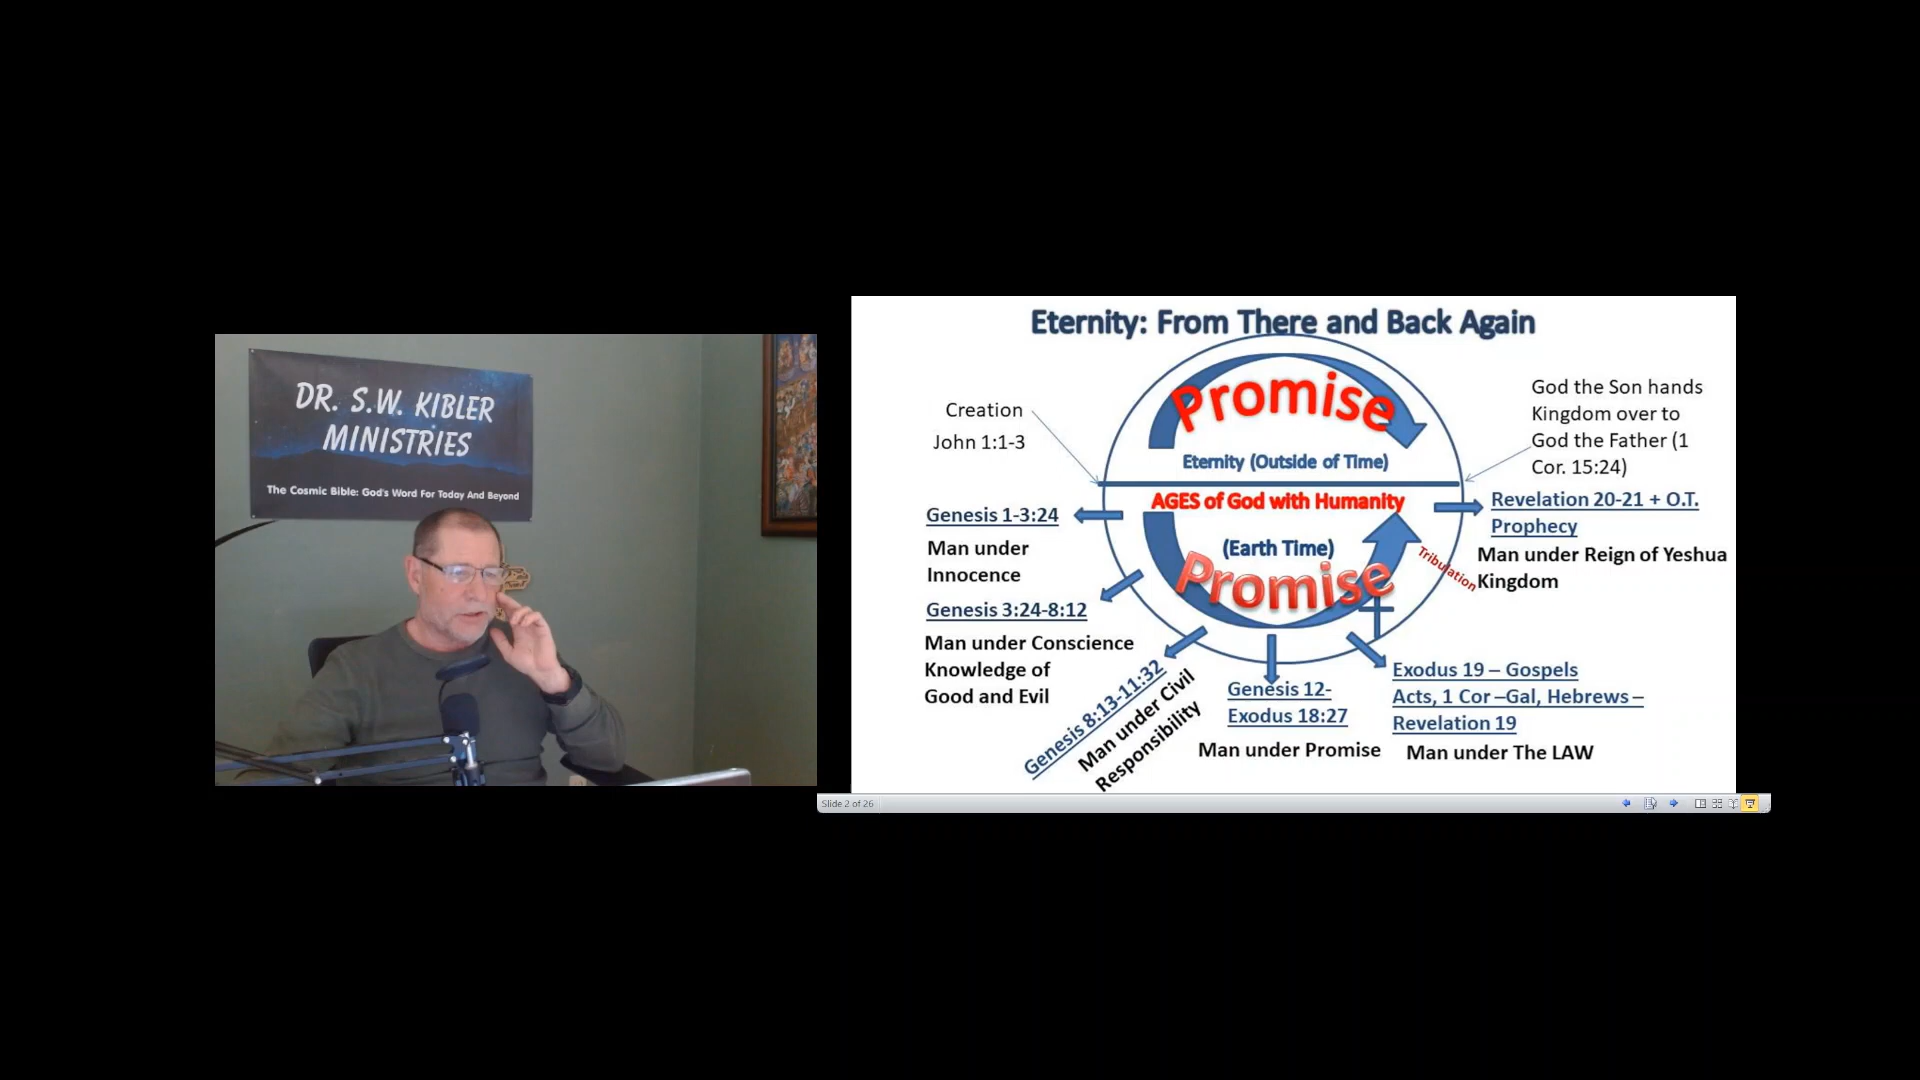 DR. S.W. KIBLER
MINISTRIES
The Cosmic Bible: God's Word For Today And Beyond
Eternity: From There and Back Again
Promise
Eternity (Outside of Time)
Creation
John 1:1-3
God the Son hands
Kingdom over to
God the Father (1
Cor. 15:24)
AGES of God with Humanity
(Earth Time)
Promise
Tribulation
Genesis 1-3:24
Man under
Innocence
Genesis 3:24-8:12
Man under Conscience
Knowledge of
Good and Evil
Genesis 8:13-11:32
Man under Civil
Responsibility
Genesis 12-
Exodus 18:27
Man under Promise
Exodus 19 – Gospels
Acts, 1 Cor –Gal, Hebrews –
Revelation 19
Man under The LAW
Revelation 20-21 + O.T.
Prophecy
Man under Reign of Yeshua
Kingdom
Slide 2 of 26